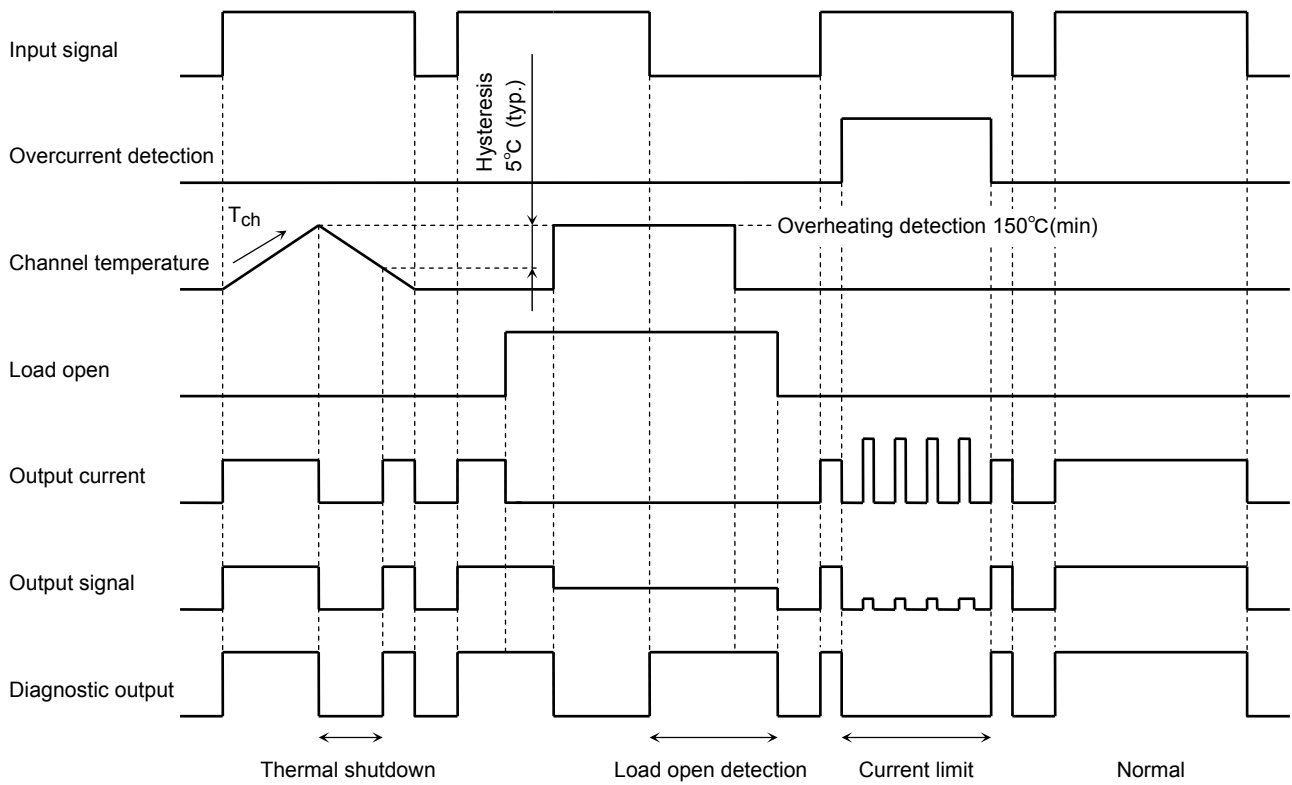 Input signal
Hysteresis
5℃ (typ.)
Overcurrent detection
Tch
Overheating detection 150℃(min)
Channel temperature
Load open
Output current
Output signal
Diagnostic output
Thermal shutdown
Load open detection
Current limit
Normal